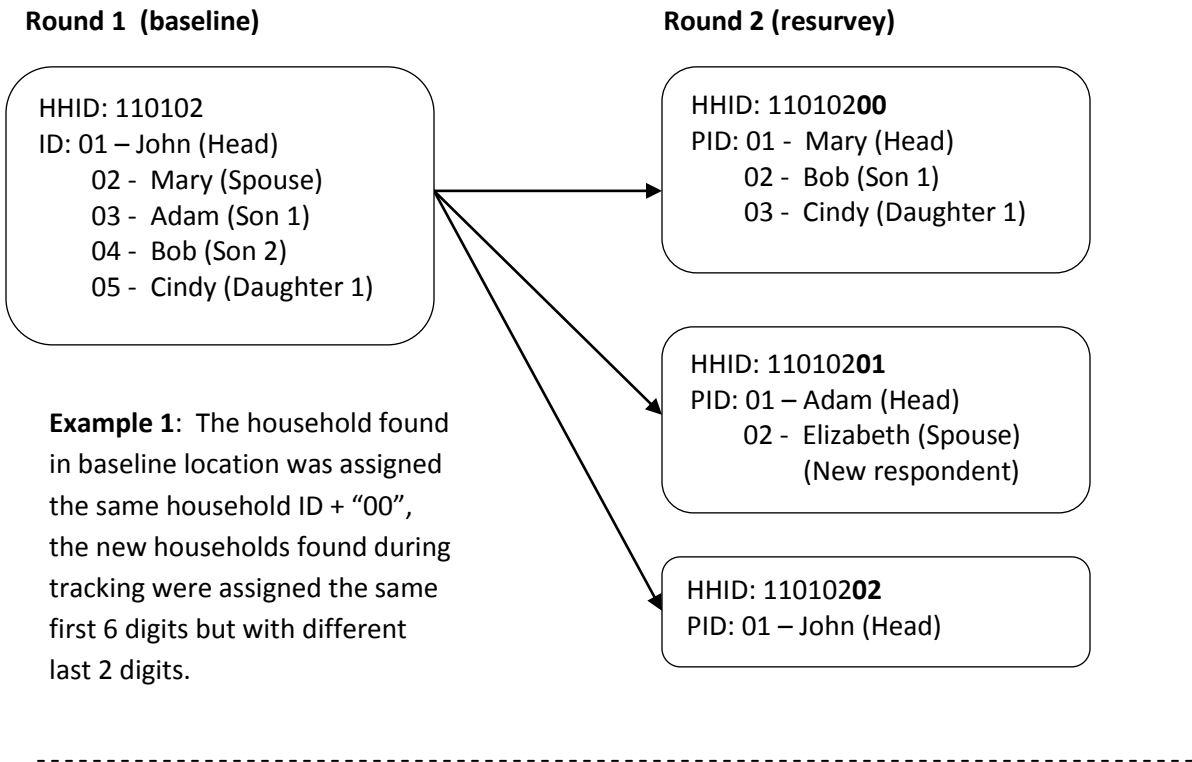 Round 1  (baseline)
Round 2 (resurvey)
HHID: 110102
ID: 01 – John (Head)
02 -  Mary (Spouse)
03 -  Adam (Son 1)
04 -  Bob (Son 2)
05 -  Cindy (Daughter 1)
HHID: 11010200
PID: 01 -  Mary (Head)
02 -  Bob (Son 1)
03 -  Cindy (Daughter 1)
HHID: 11010201
PID: 01 – Adam (Head)
02 -  Elizabeth (Spouse)
(New respondent)
HHID: 11010202
PID: 01 – John (Head)
Example 1:  The household found
in baseline location was assigned
the same household ID + “00”,
the new households found during
tracking were assigned the same
first 6 digits but with different
last 2 digits.